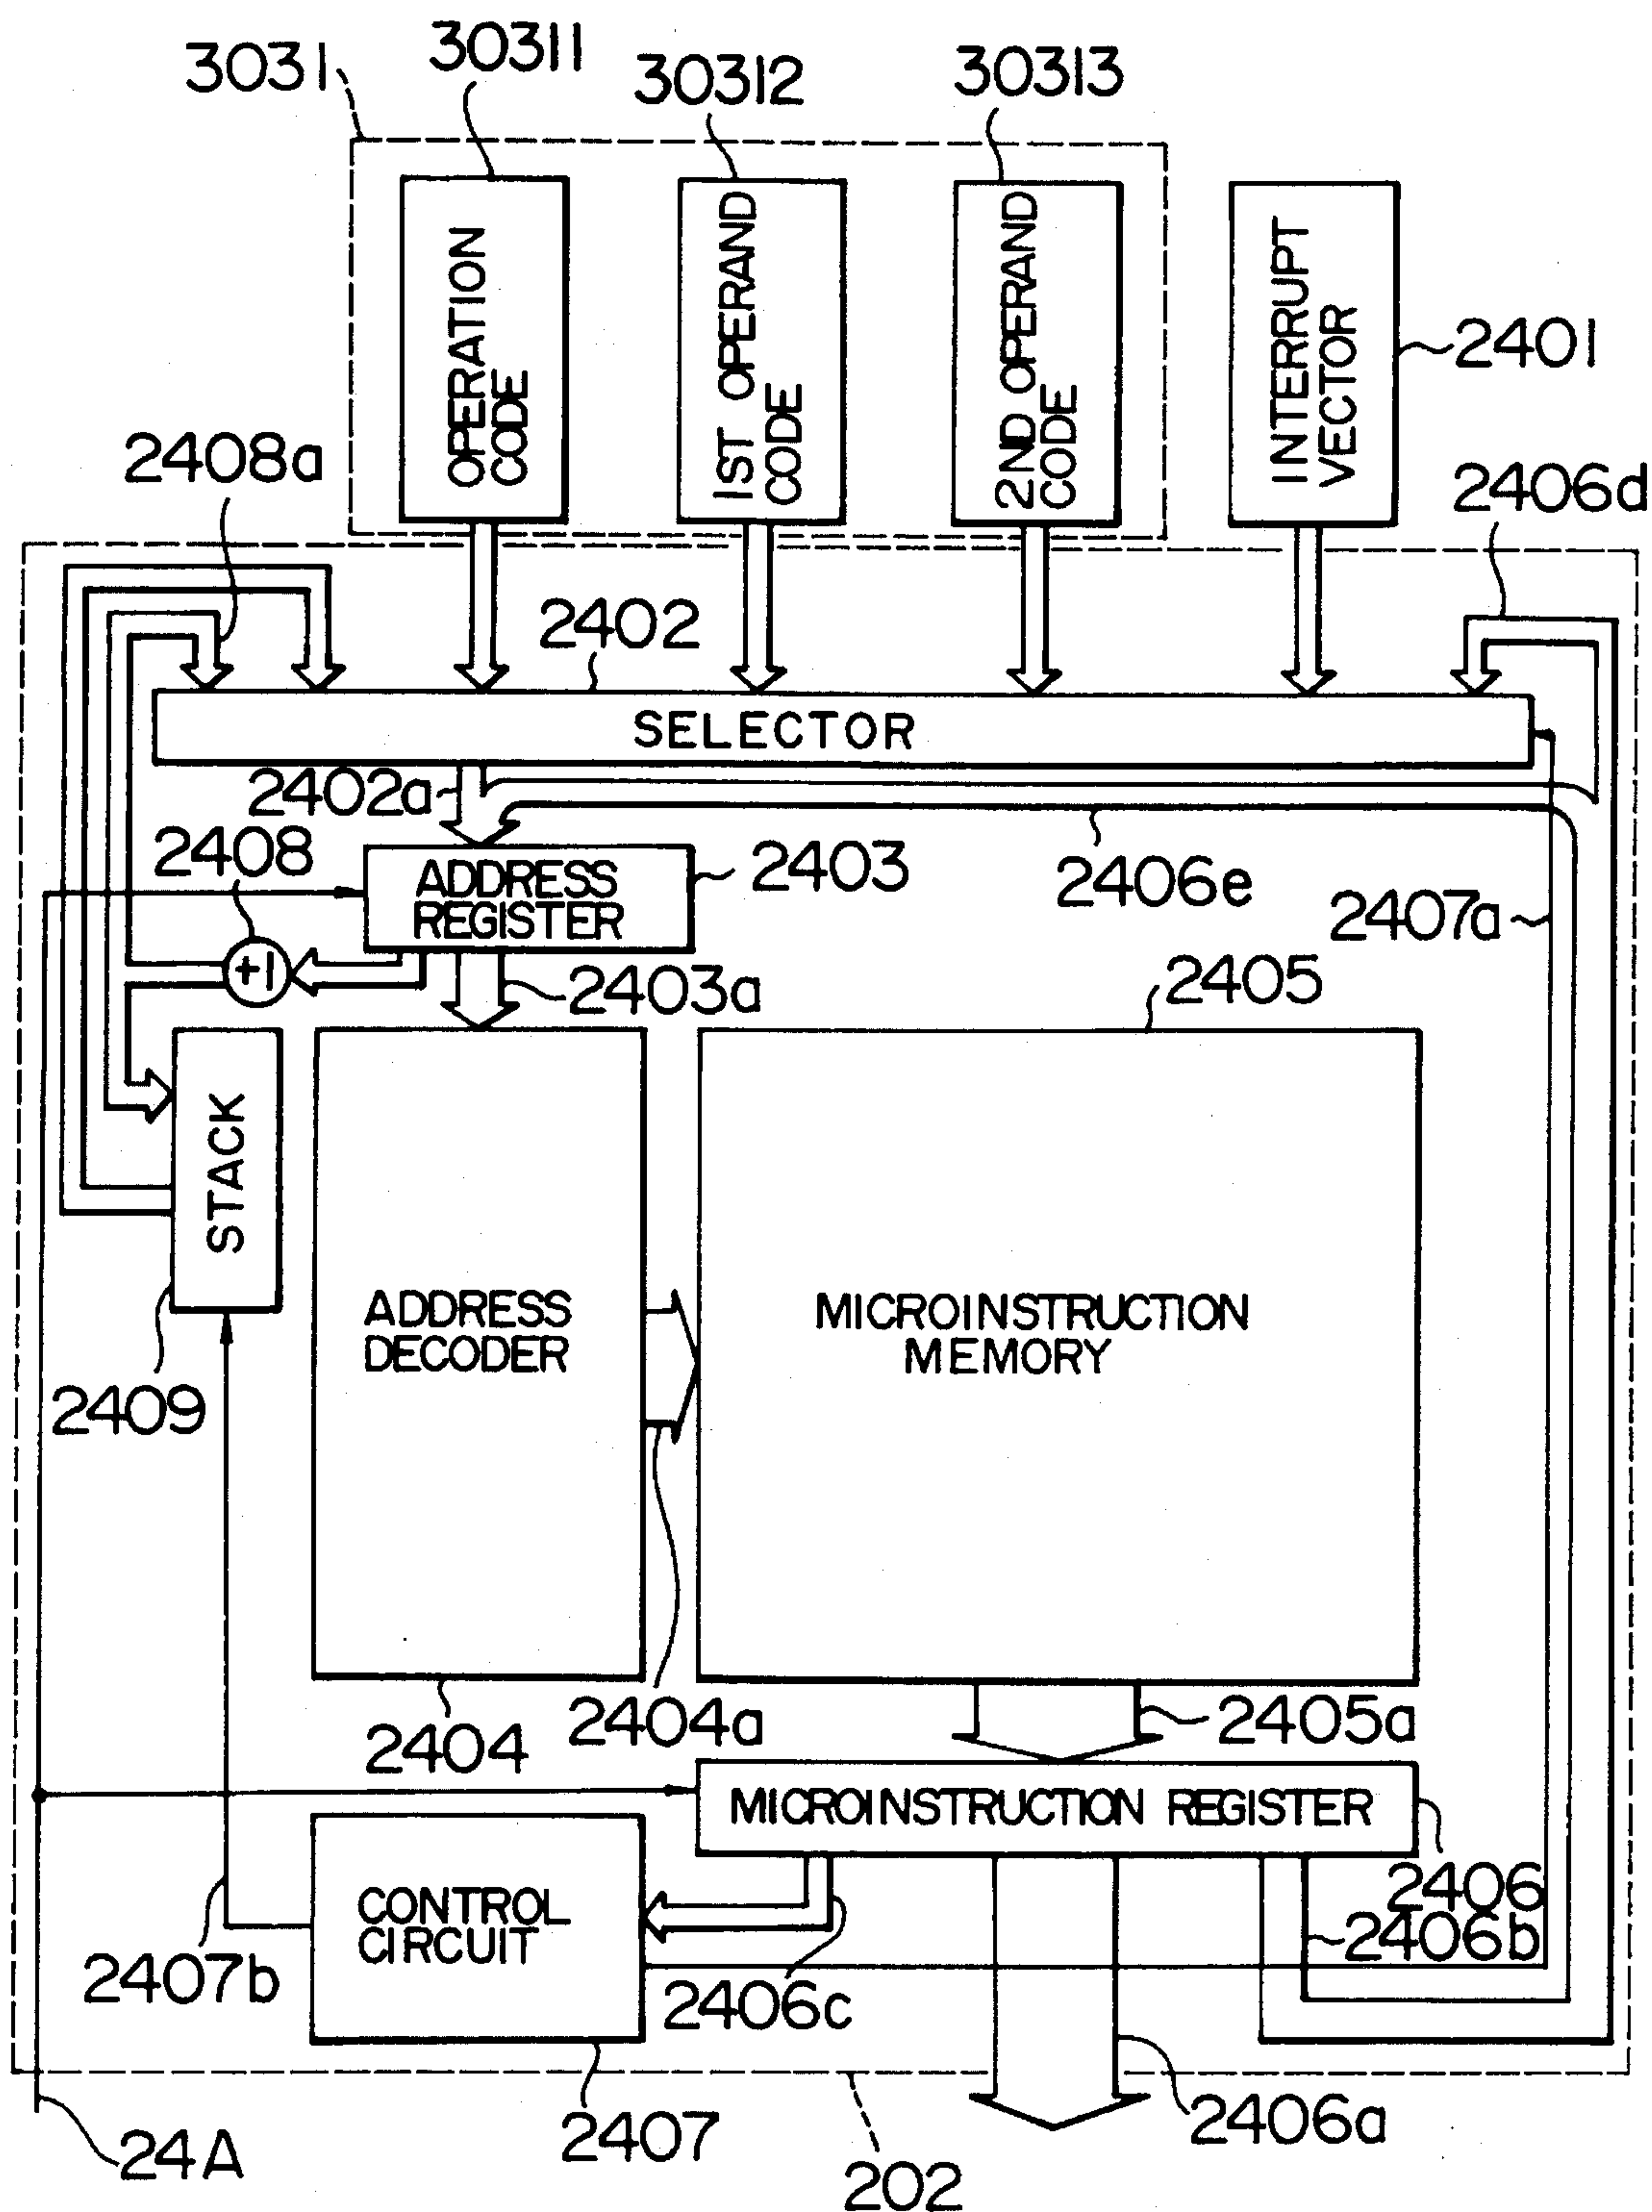 3031
30311
30312
30313
OPERATION
CODE
1ST OPERAND
CODE
2ND OPERAND
CODE
INTERRUPT
VECTOR
2401
2408a
2406d
2402
SELECTOR
2402a
2408
ADDRESS
REGISTER
2403
2406e
2407a
+1
2403a
2405
STACK
ADDRESS
DECODER
MICROINSTRUCTION
MEMORY
2409
2404
2404a
2405a
MICROINSTRUCTION REGISTER
2406
CONTROL
CIRCUIT
2406b
2407b
2406c
2407
2406a
24A
202